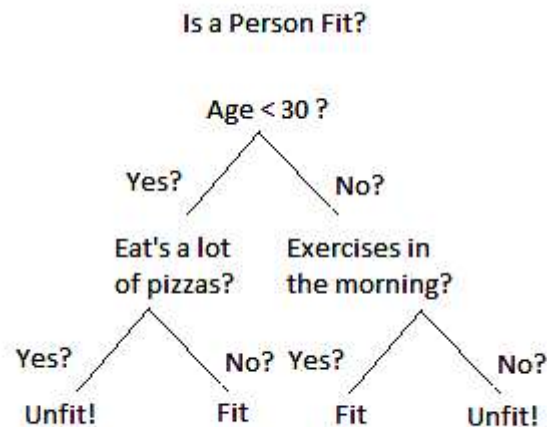 Is a Person Fit?
Age < 30 ?
Yes?
No?
Eat's a lot
of pizzas?
Exercises in
the morning?
Yes?
No?
Yes?
No?
Unfit!
Fit
Fit
Unfit!